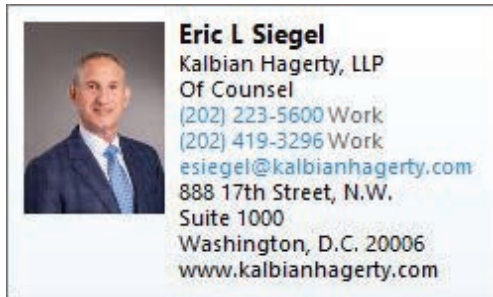 Eric L Siegel
Kalbian Hagerty, LLP
Of Counsel
(202) 223-5600 Work
(202) 419-3296 Work
esiegel@kalbianhagerty.com
888 17th Street, N.W.
Suite 1000
Washington, D.C. 20006
www.kalbianhagerty.com